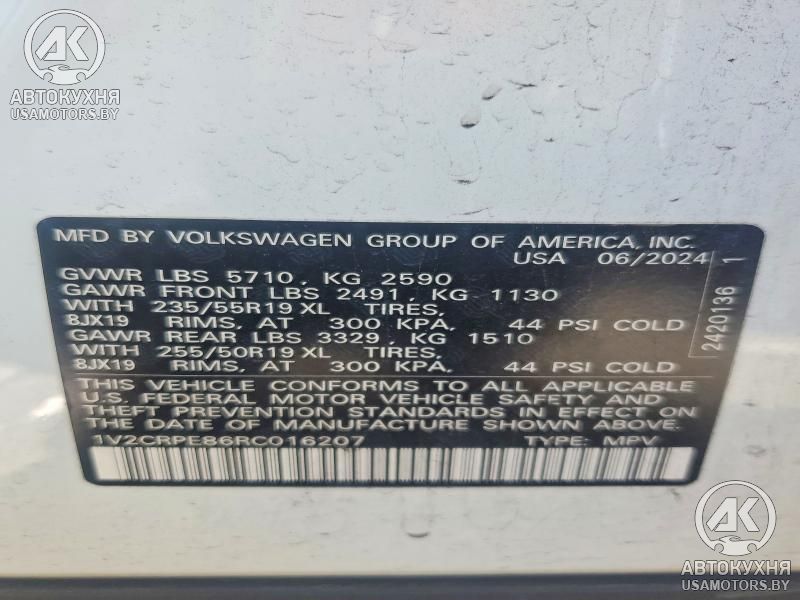 AK
АВТОКУХНЯ
USAMOTORS.BY
MFD BY VOLKSWAGEN GROUP OF AMERICA, INC.
USA 06/2024
GVWR LBS 5710, KG 2590
GAWR FRONT LBS 2491, KG 1130
WITH 235/55R19 XL TIRES,
8JX19 RIMS, AT 300 KPA, 44 PSI COLD
GAWR REAR LBS 3329, KG 1510
WITH 255/50R19 XL TIRES,
8JX19 RIMS, AT 300 KPA, 44 PSI COLD
THIS VEHICLE CONFORMS TO ALL APPLICABLE
U.S. FEDERAL MOTOR VEHICLE SAFETY AND
THEFT PREVENTION STANDARDS IN EFFECT ON
THE DATE OF MANUFACTURE SHOWN ABOVE.
1V2CRPE86RC016207 TYPE: MPV
2420136 1
AK
АВТОКУХНЯ
USAMOTORS.BY